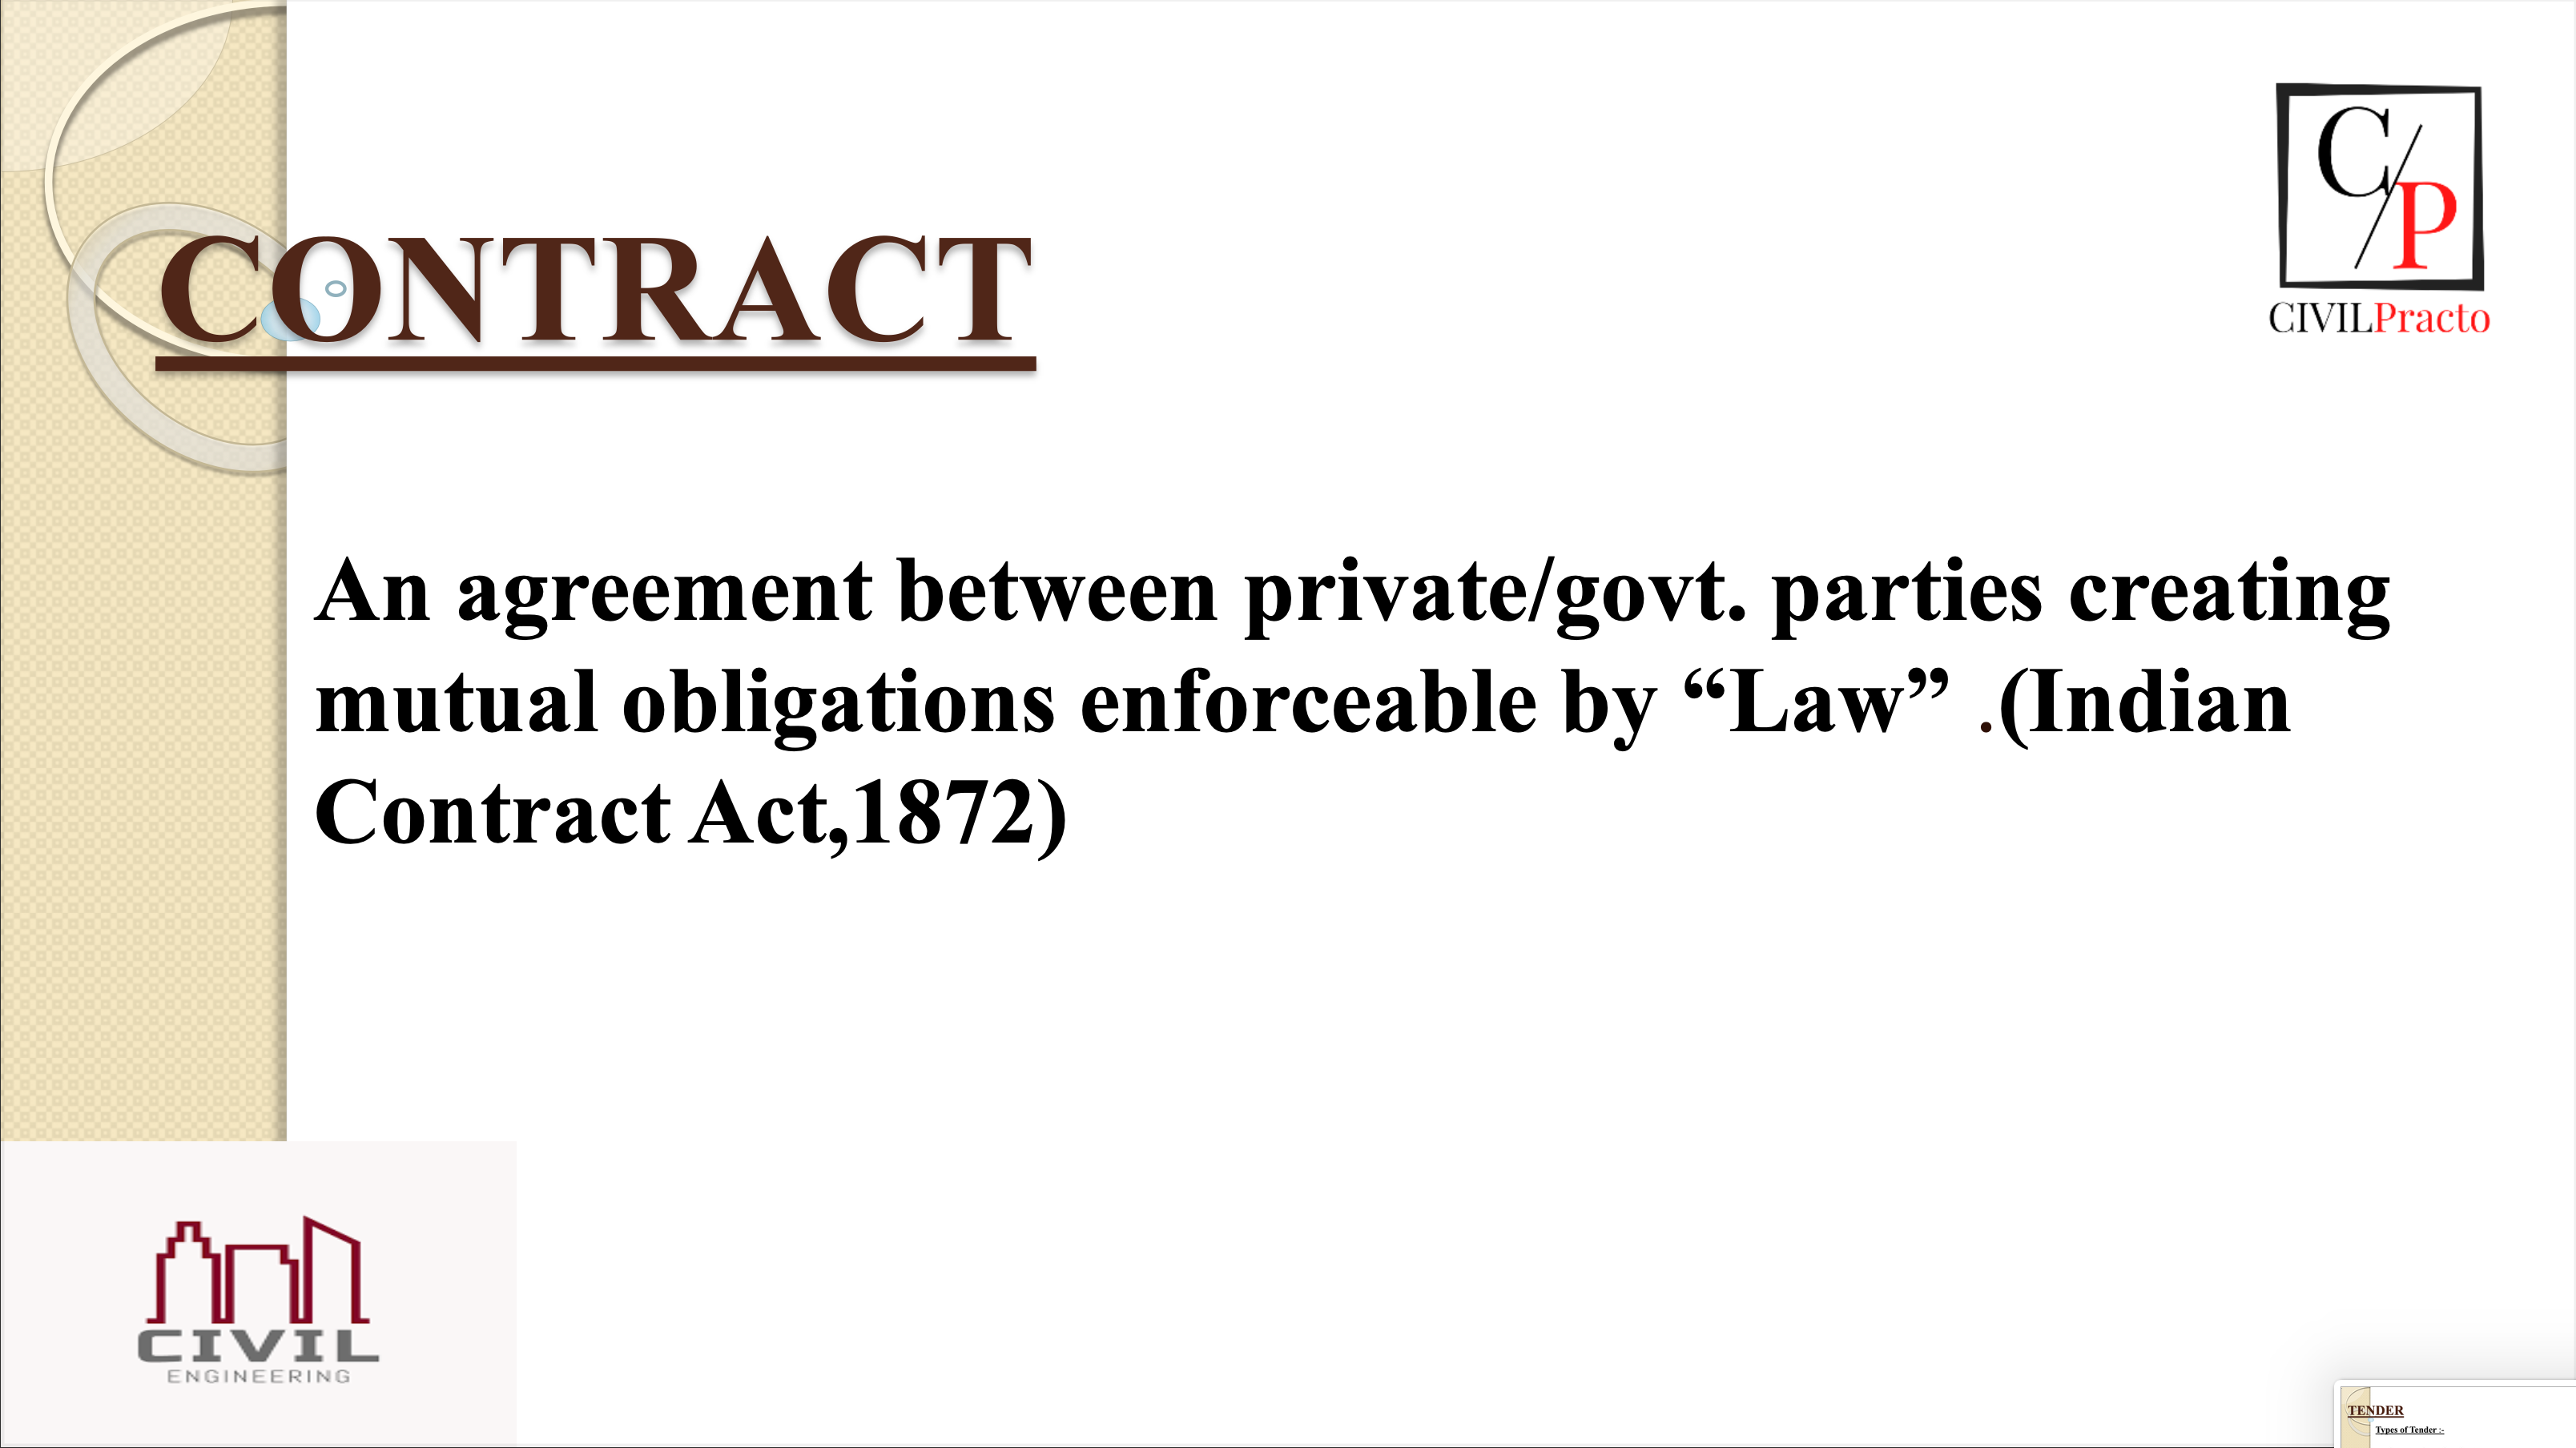 CONTRACT
C/P
CIVILPracto
An agreement between private/govt. parties creating
mutual obligations enforceable by “Law” .(Indian
Contract Act,1872)
CIVIL
ENGINEERING
TENDER
Types of Tender :-